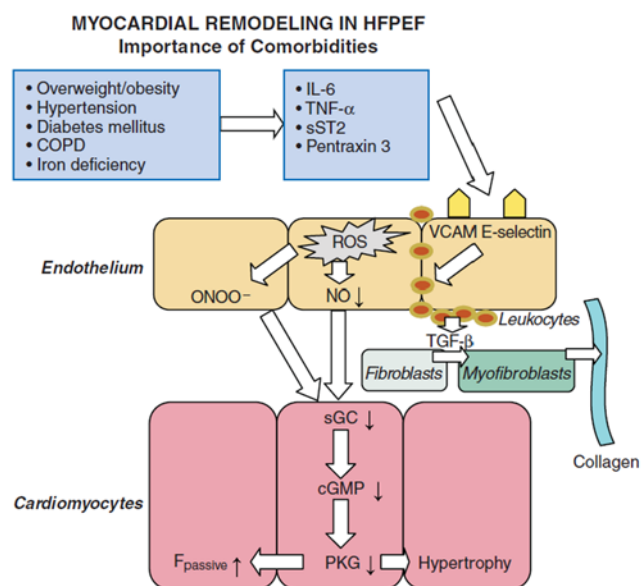 MYOCARDIAL REMODELING IN HFPEF
Importance of Comorbidities
• Overweight/obesity
• Hypertension
• Diabetes mellitus
• COPD
• Iron deficiency
• IL-6
• TNF-α
• sST2
• Pentraxin 3
VCAM E-selectin
ROS
Endothelium
ONOO⁻
NO ↓
Leukocytes
TGF-β
Fibroblasts
Myofibroblasts
Collagen
sGC ↓
cGMP ↓
Cardiomyocytes
Fpassive ↑
PKG ↓
Hypertrophy